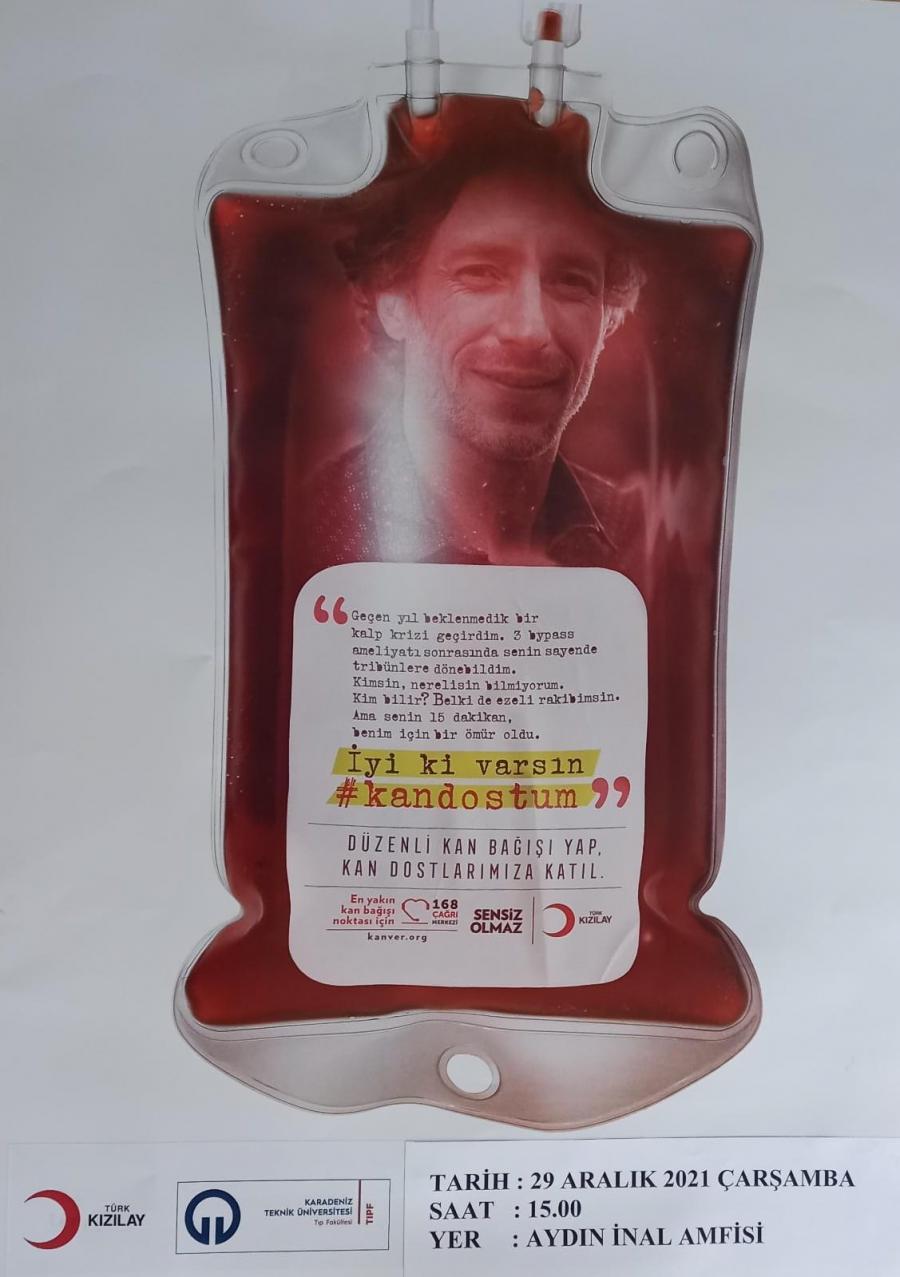 “Geçen yıl beklenmedik bir
kalp krizi geçirdim. 3 bypass
ameliyatı sonrasında senin sayende
tribünlere dönebildim.
Kimsin, nerelisin bilmiyorum.
Kim bilir? Belki de ezeli rakibimsin.
Ama senin 15 dakikan,
benim için bir ömür oldu.
İyi ki varsın
#kandostum”
DÜZENLİ KAN BAĞIŞI YAP,
KAN DOSTLARIMIZA KATIL.
En yakın
kan bağışı
noktası için
168
ÇAĞRI
MERKEZİ
kanver.org
SENSİZ
OLMAZ
TÜRK
KIZILAY
TÜRK
KIZILAY
KARADENİZ
TEKNİK ÜNİVERSİTESİ
Tıp Fakültesi
TIPF
TARİH : 29 ARALIK 2021 ÇARŞAMBA
SAAT : 15.00
YER : AYDIN İNAL AMFİSİ